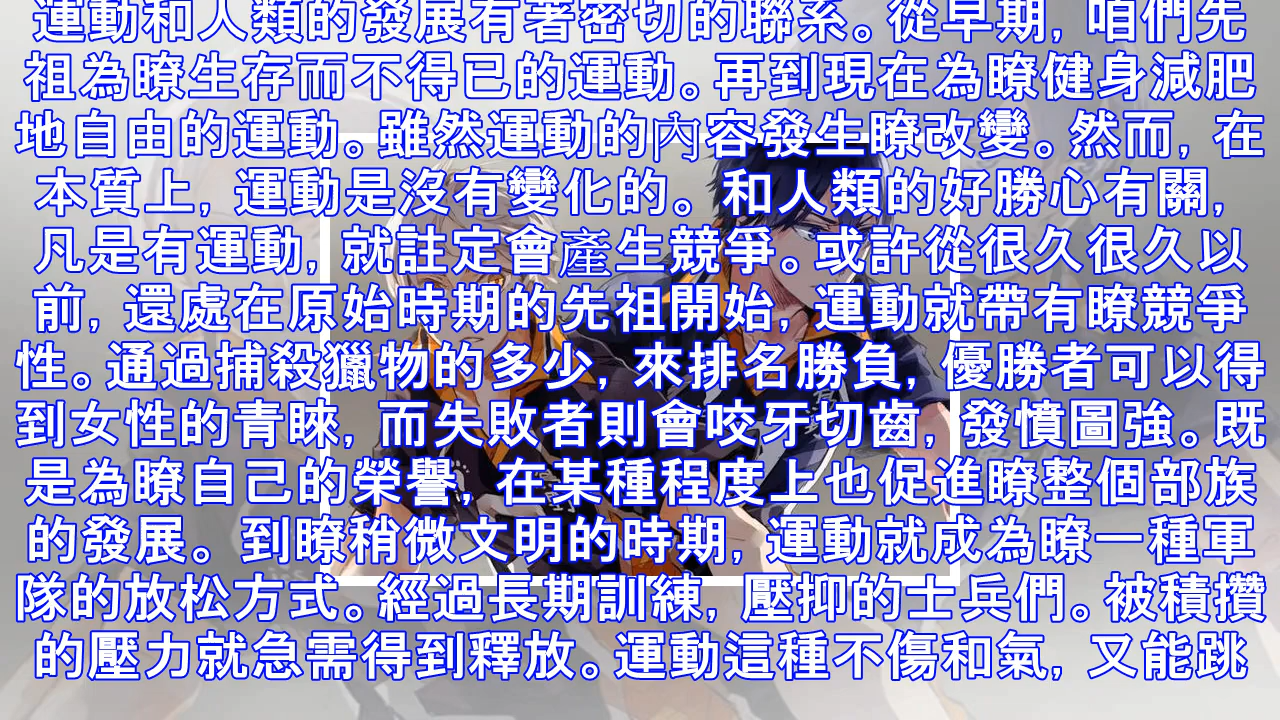 運動和人類的發展有著密切的聯系。從早期，咱們先
祖為瞭生存而不得已的運動。再到現在為瞭健身減肥
地自由的運動。雖然運動的內容發生瞭改變。然而，在
本質上，運動是沒有變化的。和人類的好勝心有關，
凡是有運動，就註定會產生競爭。或許從很久很久以
前，還處在原始時期的先祖開始，運動就帶有瞭競爭
性。通過捕殺獵物的多少，來排名勝負，優勝者可以得
到女性的青睞，而失敗者則會咬牙切齒，發憤圖強。既
是為瞭自己的榮譽，在某種程度上也促進瞭整個部族
的發展。到瞭稍微文明的時期，運動就成為瞭一種軍
隊的放松方式。經過長期訓練，壓抑的士兵們。被積攢
的壓力就急需得到釋放。運動這種不傷和氣，又能跳